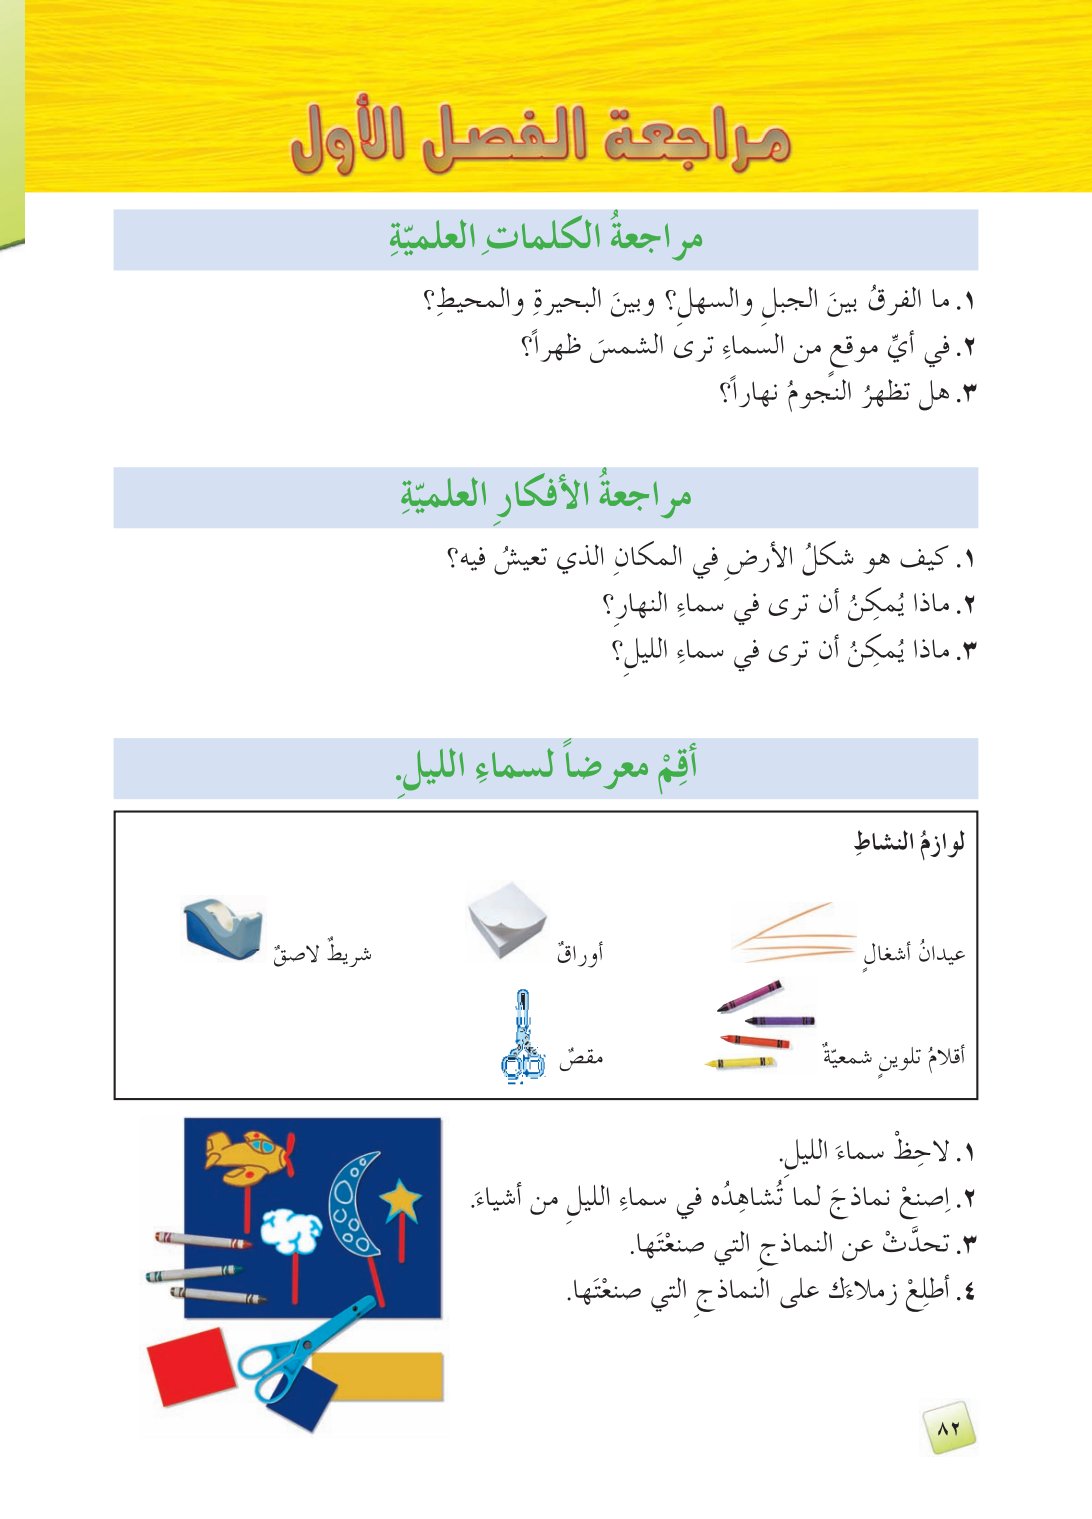 مراجعة الفصل الأول
مراجعةُ الكلماتِ العلميّةِ
١. ما الفرقُ بينَ الجبلِ والسهلِ؟ وبينَ البحيرةِ والمحيطِ؟
٢. في أيِّ موقعٍ من السماءِ ترى الشمسَ ظهراً؟
٣. هل تظهرُ النجومُ نهاراً؟
مراجعةُ الأفكارِ العلميّةِ
١. كيف هو شكلُ الأرضِ في المكانِ الذي تعيشُ فيه؟
٢. ماذا يُمكِنُ أن ترى في سماءِ النهارِ؟
٣. ماذا يُمكِنُ أن ترى في سماءِ الليلِ؟
أقِمْ معرضاً لسماءِ الليلِ.
لوازمُ النشاطِ
عيدانُ أشغالٍ
أوراقٌ
شريطٌ لاصقٌ
أقلامُ تلوينٍ شمعيّةٌ
مقصٌ
١. لاحِظْ سماءَ الليلِ.
٢. اِصنعْ نماذجَ لما تُشاهِدُه في سماءِ الليلِ من أشياءَ.
٣. تحدَّثْ عن النماذجِ التي صنعْتَها.
٤. أطلِعْ زملاءَك على النماذجِ التي صنعْتَها.
٨٢